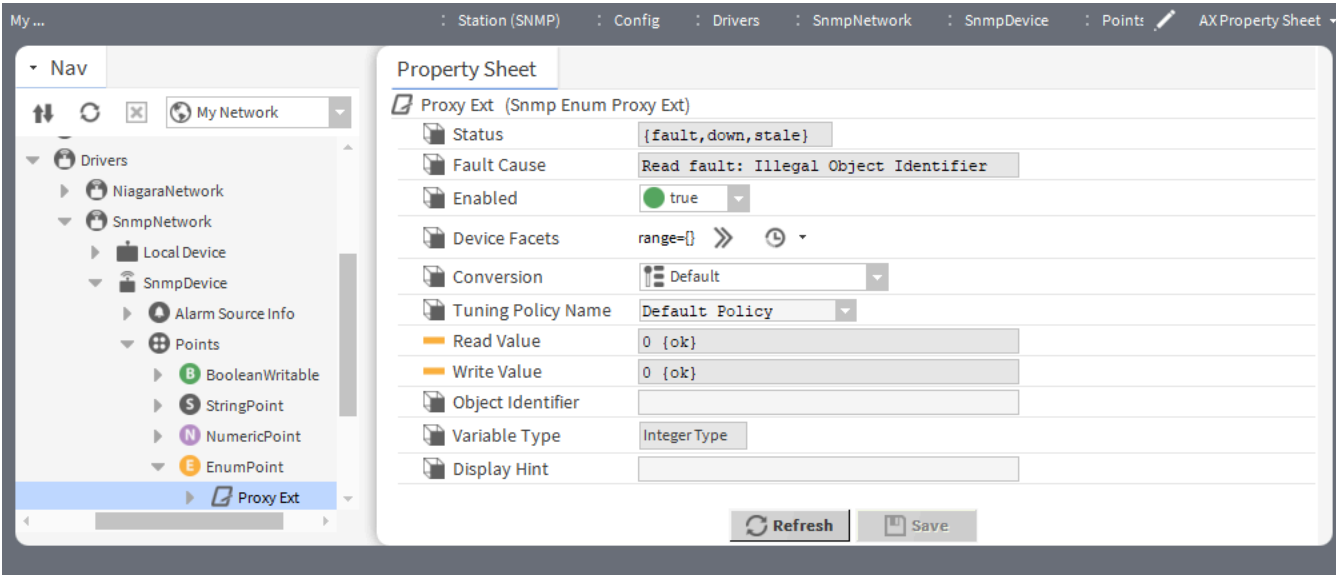 My ... : Station (SNMP) : Config : Drivers : SnmpNetwork : SnmpDevice : Points AX Property Sheet
Nav
My Network
Drivers
NiagaraNetwork
SnmpNetwork
Local Device
SnmpDevice
Alarm Source Info
Points
B BooleanWritable
S StringPoint
N NumericPoint
E EnumPoint
Proxy Ext
Property Sheet
Proxy Ext (Snmp Enum Proxy Ext)
Status {fault,down,stale}
Fault Cause Read fault: Illegal Object Identifier
Enabled true
Device Facets range={}
Conversion Default
Tuning Policy Name Default Policy
Read Value 0 {ok}
Write Value 0 {ok}
Object Identifier
Variable Type Integer Type
Display Hint
Refresh Save